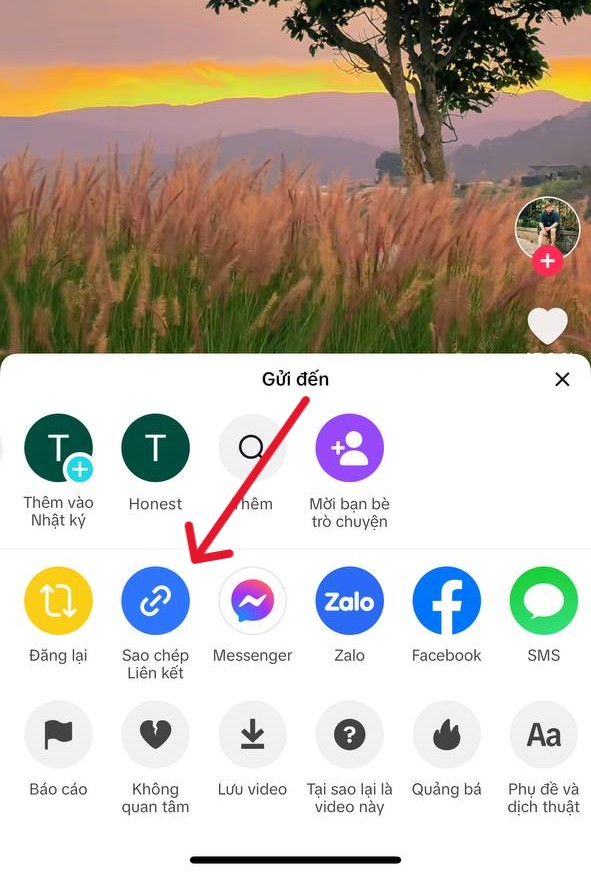 Gửi đến
T
T
Thêm vào
Nhật ký
Honest
hêm
Mời bạn bè
trò chuyện
Zalo
Đăng lại
Sao chép
Liên kết
Messenger
Zalo
Facebook
SMS
Aa
Báo cáo
Không
quan tâm
Lưu video
Tại sao lại là
video này
Quảng bá
Phụ đề và
dịch thuật